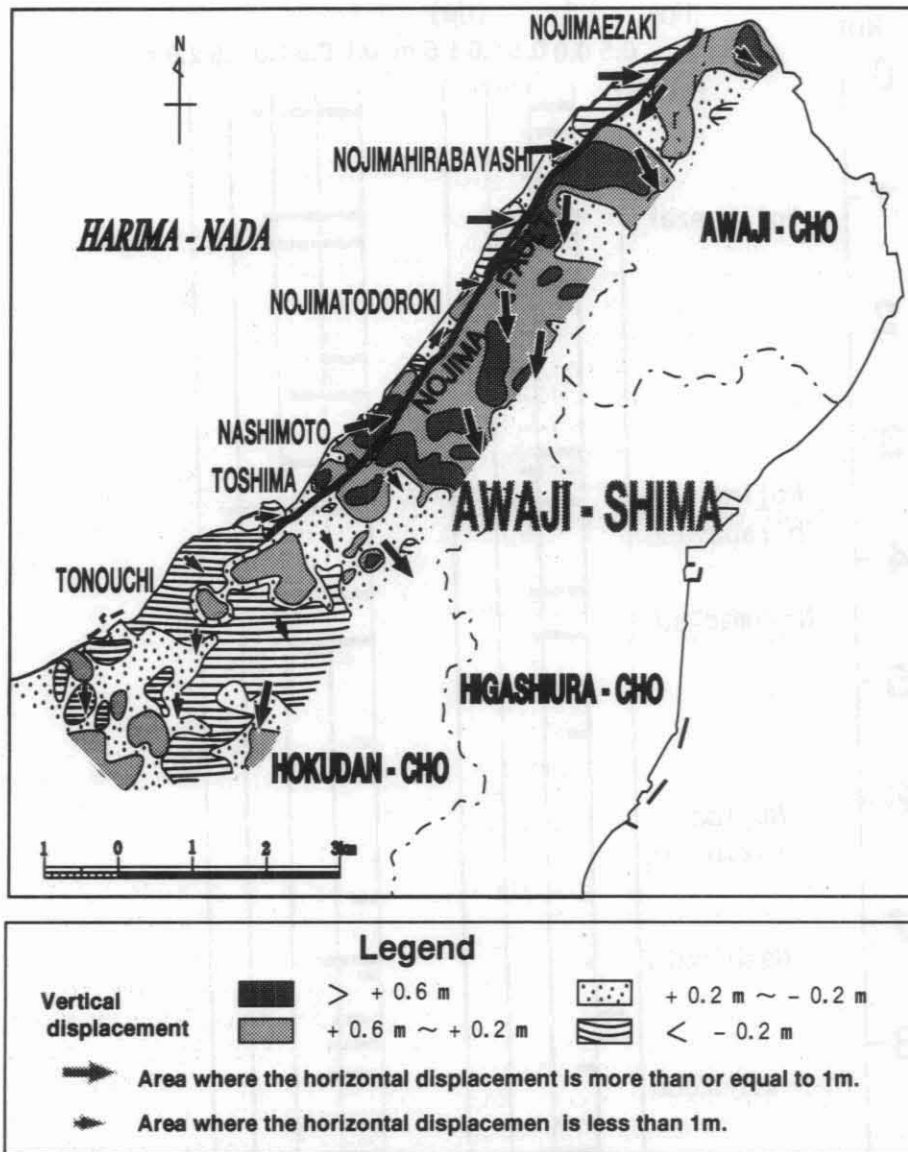 NOJIMAEZAKI
N
NOJIMAHIRABAYASHI
HARIMA - NADA
AWAJI - CHO
NOJIMATODOROKI
NOJIMA
NASHIMOTO
TOSHIMA
AWAJI - SHIMA
TONOUCHI
HIGASHIURA - CHO
HOKUDAN - CHO
1 0 1 2 3km
Legend
Vertical displacement
> + 0.6 m
+ 0.6 m ~ + 0.2 m
+ 0.2 m ~ - 0.2 m
< - 0.2 m
Area where the horizontal displacement is more than or equal to 1m.
Area where the horizontal displacemen is less than 1m.